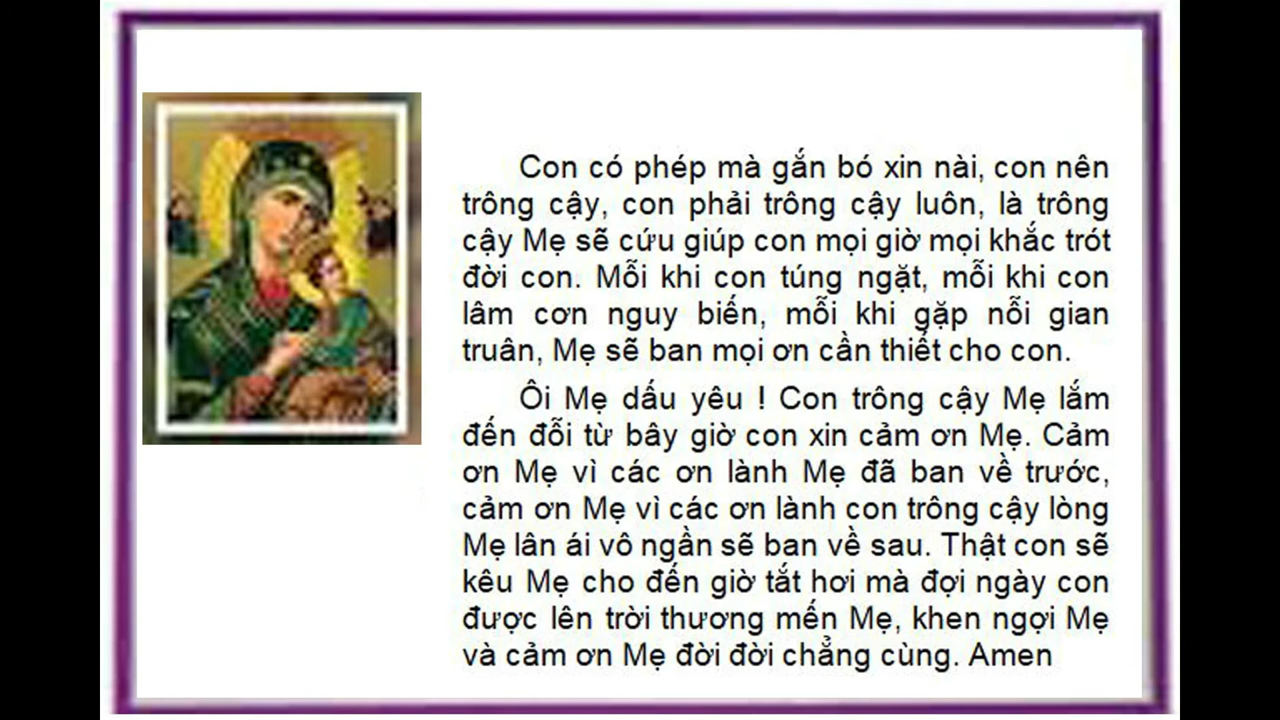 Con có phép mà gắn bó xin nài, con nên
trông cậy, con phải trông cậy luôn, là trông
cậy Mẹ sẽ cứu giúp con mọi giờ mọi khắc trót
đời con. Mỗi khi con túng ngặt, mỗi khi con
lâm cơn nguy biến, mỗi khi gặp nỗi gian
truân, Mẹ sẽ ban mọi ơn cần thiết cho con.
Ôi Mẹ dấu yêu ! Con trông cậy Mẹ lắm
đến đỗi từ bây giờ con xin cảm ơn Mẹ. Cảm
ơn Mẹ vì các ơn lành Mẹ đã ban về trước,
cảm ơn Mẹ vì các ơn lành con trông cậy lòng
Mẹ lân ái vô ngần sẽ ban về sau. Thật con sẽ
kêu Mẹ cho đến giờ tắt hơi mà đợi ngày con
được lên trời thương mến Mẹ, khen ngợi Mẹ
và cảm ơn Mẹ đời đời chẳng cùng. Amen